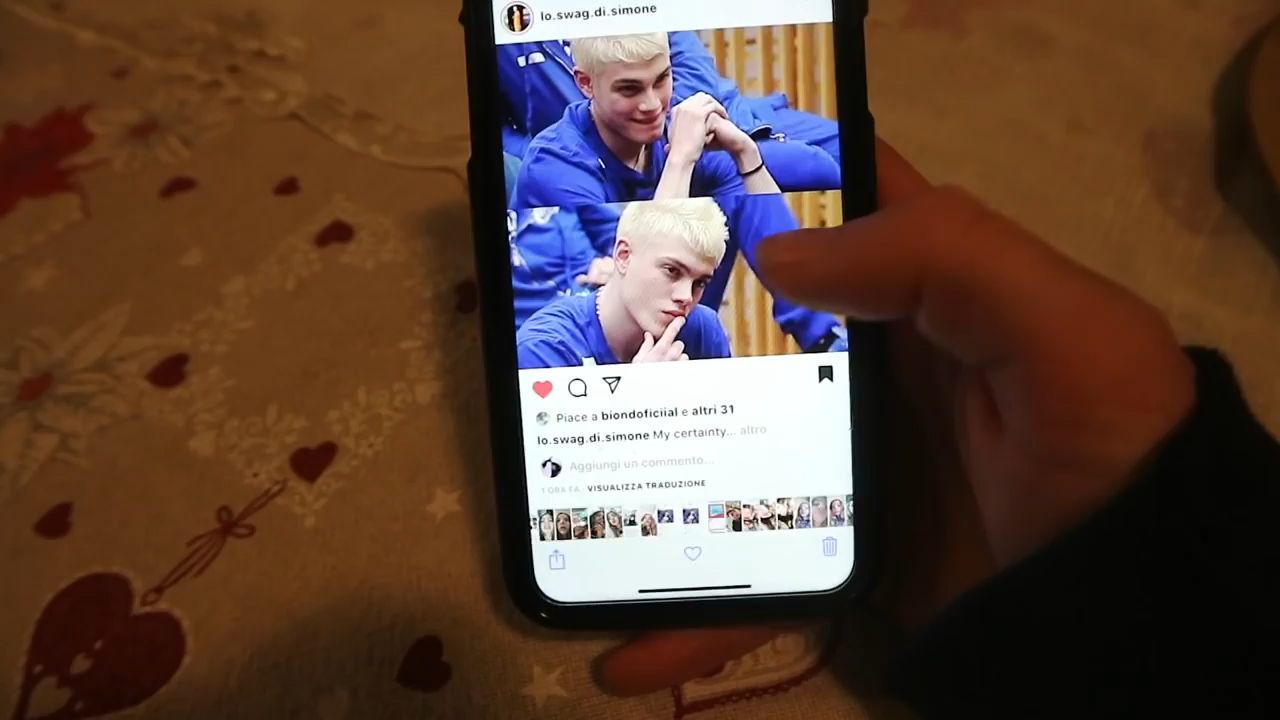 lo.swag.di.simone
Piace a biondoficiial e altri 31
lo.swag.di.simone My certainty... altro
Aggiungi un commento...
1 ORA FA · VISUALIZZA TRADUZIONE